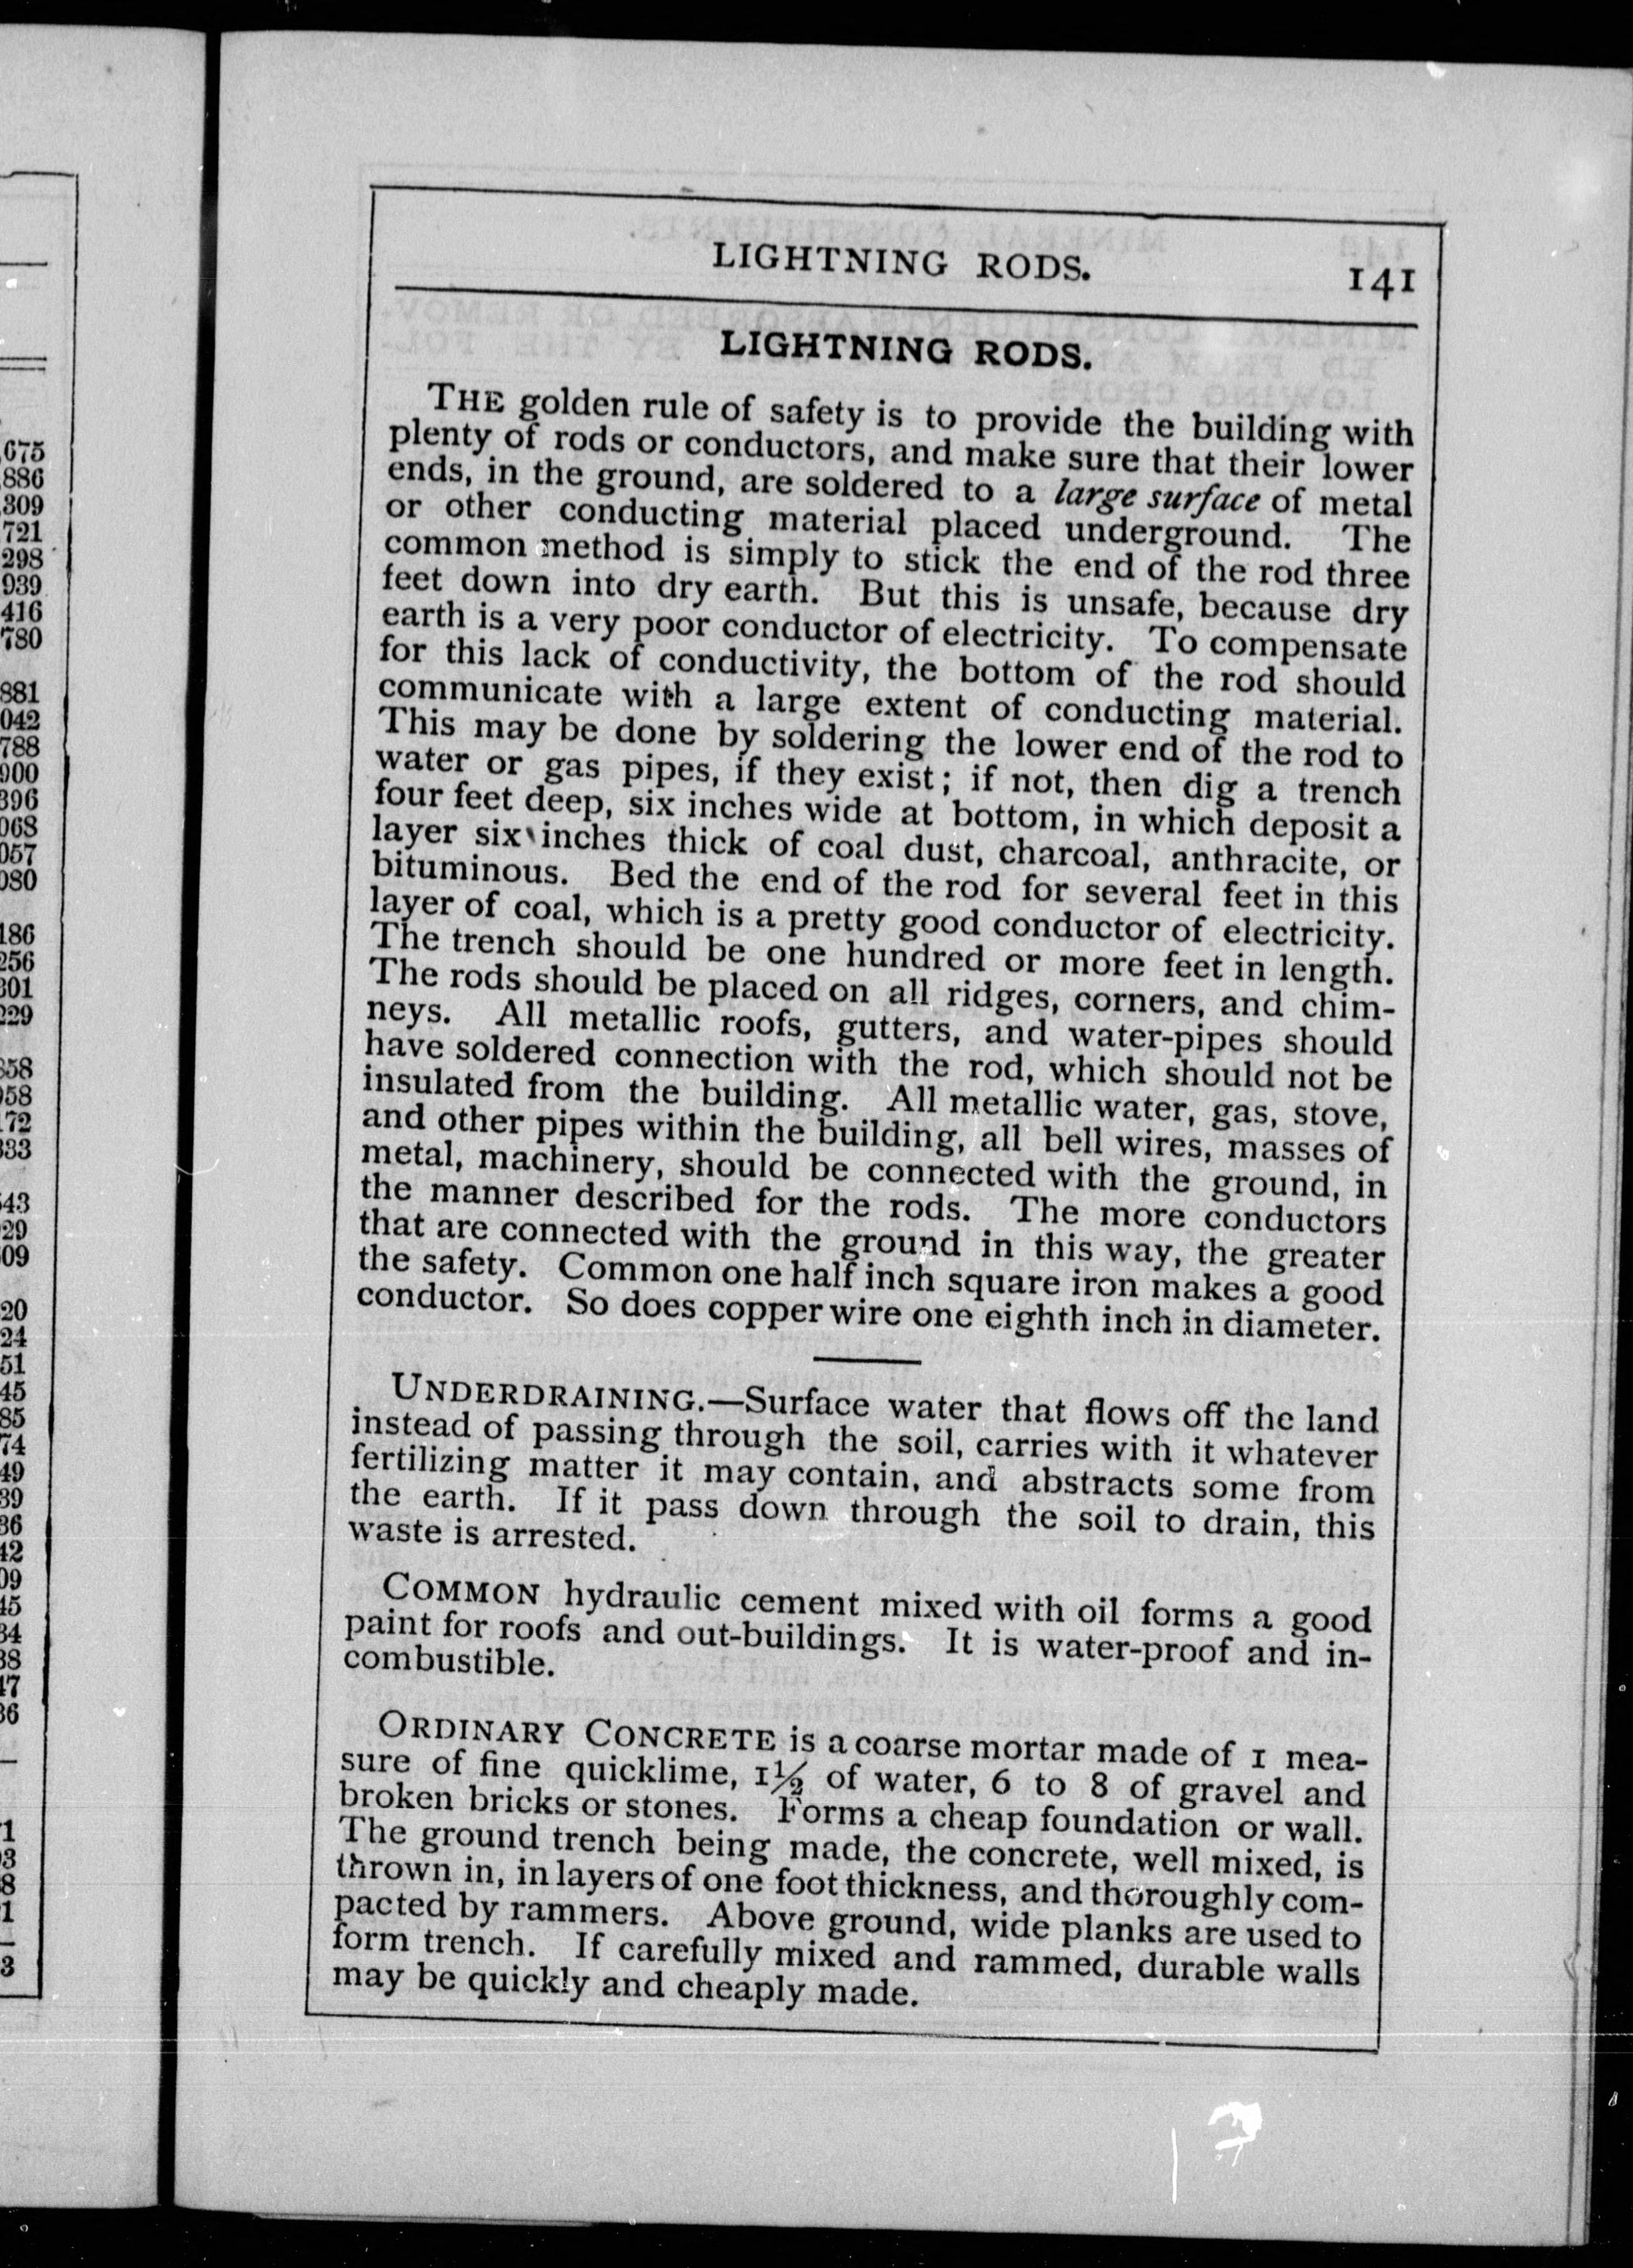 LIGHTNING RODS. 141
LIGHTNING RODS.
THE golden rule of safety is to provide the building with
plenty of rods or conductors, and make sure that their lower
ends, in the ground, are soldered to a large surface of metal
or other conducting material placed underground. The
common method is simply to stick the end of the rod three
feet down into dry earth. But this is unsafe, because dry
earth is a very poor conductor of electricity. To compensate
for this lack of conductivity, the bottom of the rod should
communicate with a large extent of conducting material.
This may be done by soldering the lower end of the rod to
water or gas pipes, if they exist; if not, then dig a trench
four feet deep, six inches wide at bottom, in which deposit a
layer six inches thick of coal dust, charcoal, anthracite, or
bituminous. Bed the end of the rod for several feet in this
layer of coal, which is a pretty good conductor of electricity.
The trench should be one hundred or more feet in length.
The rods should be placed on all ridges, corners, and chim-
neys. All metallic roofs, gutters, and water-pipes should
have soldered connection with the rod, which should not be
insulated from the building. All metallic water, gas, stove,
and other pipes within the building, all bell wires, masses of
metal, machinery, should be connected with the ground, in
the manner described for the rods. The more conductors
that are connected with the ground in this way, the greater
the safety. Common one half inch square iron makes a good
conductor. So does copper wire one eighth inch in diameter.
UNDERDRAINING.—Surface water that flows off the land
instead of passing through the soil, carries with it whatever
fertilizing matter it may contain, and abstracts some from
the earth. If it pass down through the soil to drain, this
waste is arrested.
COMMON hydraulic cement mixed with oil forms a good
paint for roofs and out-buildings. It is water-proof and in-
combustible.
ORDINARY CONCRETE is a coarse mortar made of 1 mea-
sure of fine quicklime, 1½ of water, 6 to 8 of gravel and
broken bricks or stones. Forms a cheap foundation or wall.
The ground trench being made, the concrete, well mixed, is
thrown in, in layers of one foot thickness, and thoroughly com-
pacted by rammers. Above ground, wide planks are used to
form trench. If carefully mixed and rammed, durable walls
may be quickly and cheaply made.